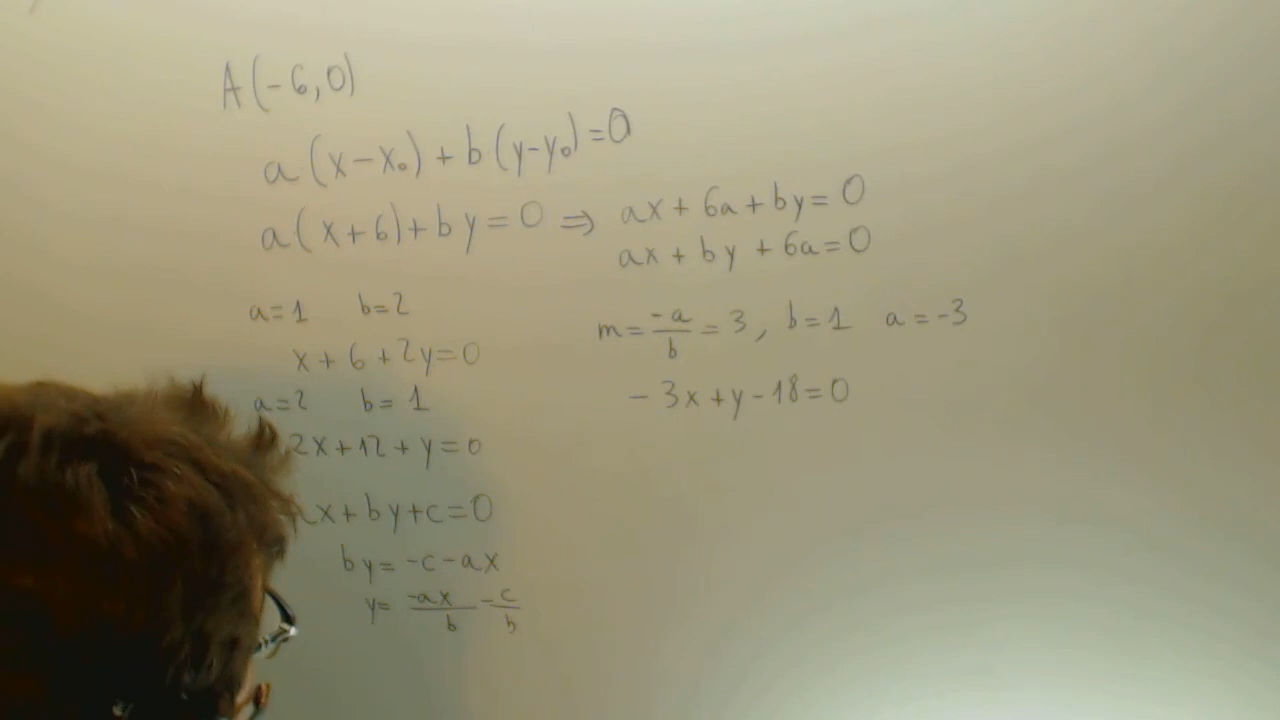 A(-6,0)
a(x-x₀)+b(y-y₀)=0
a(x+6)+by=0 ⇒ ax+6a+by=0
ax+by+6a=0
a=1 b=2
x+6+2y=0
a=2 b=1
2x+12+y=0
ax+by+c=0
by=-c-ax
y= -ax/b - c/b
m= -a/b =3, b=1 a=-3
-3x+y-18=0